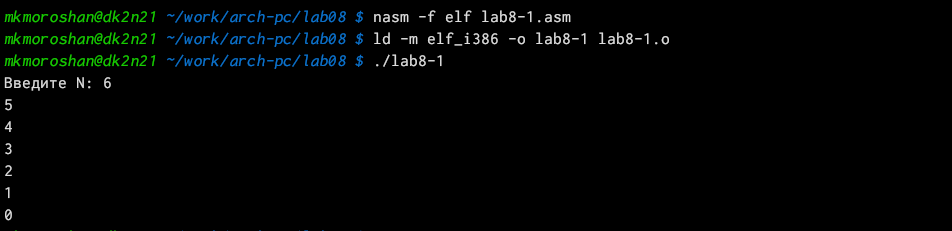 mkmoroshan@dk2n21 ~/work/arch-pc/lab08 $ nasm -f elf lab8-1.asm
mkmoroshan@dk2n21 ~/work/arch-pc/lab08 $ ld -m elf_i386 -o lab8-1 lab8-1.o
mkmoroshan@dk2n21 ~/work/arch-pc/lab08 $ ./lab8-1
Введите N: 6
5
4
3
2
1
0